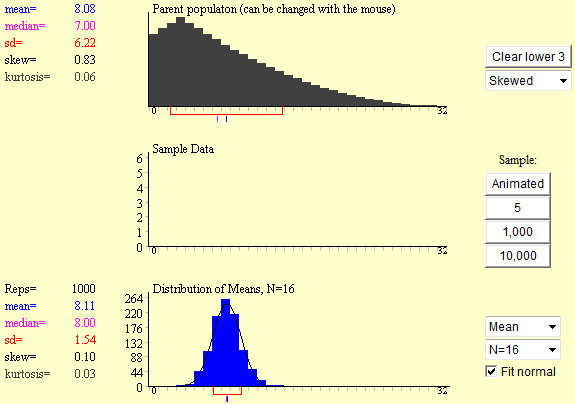 mean= 8.08
median= 7.00
sd= 6.22
skew= 0.83
kurtosis= 0.06
Parent populaton (can be changed with the mouse)
0 32
Clear lower 3
Skewed
Sample Data
6
5
4
3
2
1
0
0 32
Sample:
Animated
5
1,000
10,000
Reps= 1000
mean= 8.11
median= 8.00
sd= 1.54
skew= 0.10
kurtosis= 0.03
Distribution of Means, N=16
264
220
176
132
88
44
0
0 32
Mean
N=16
Fit normal